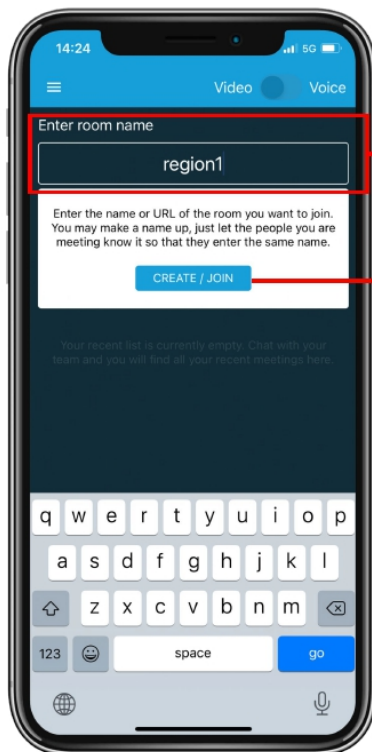 14:24
5G
Video Voice
Enter room name
region1
Enter the name or URL of the room you want to join.
You may make a name up, just let the people you are
meeting know it so that they enter the same name.
CREATE / JOIN
Your recent list is currently empty. Chat with your
team and you will find all your recent meetings here.
q w e r t y u i o p
a s d f g h j k l
z x c v b n m
123 space go